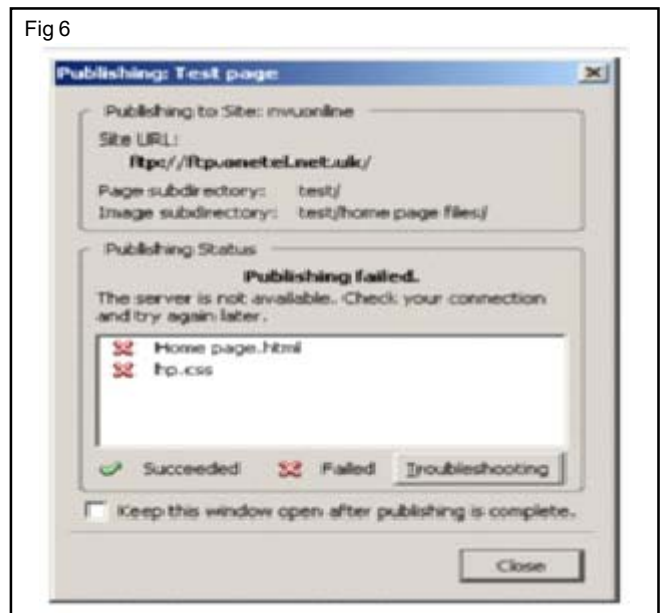 Fig 6
Publishing: Test page
Publishing to Site: nvuonline
Site URL:
ftp://ftp.onetel.net.uk/
Page subdirectory: test/
Image subdirectory: test/home page files/
Publishing Status
Publishing failed.
The server is not available. Check your connection
and try again later.
Home page.html
hp.css
Succeeded Failed Troubleshooting
Keep this window open after publishing is complete.
Close